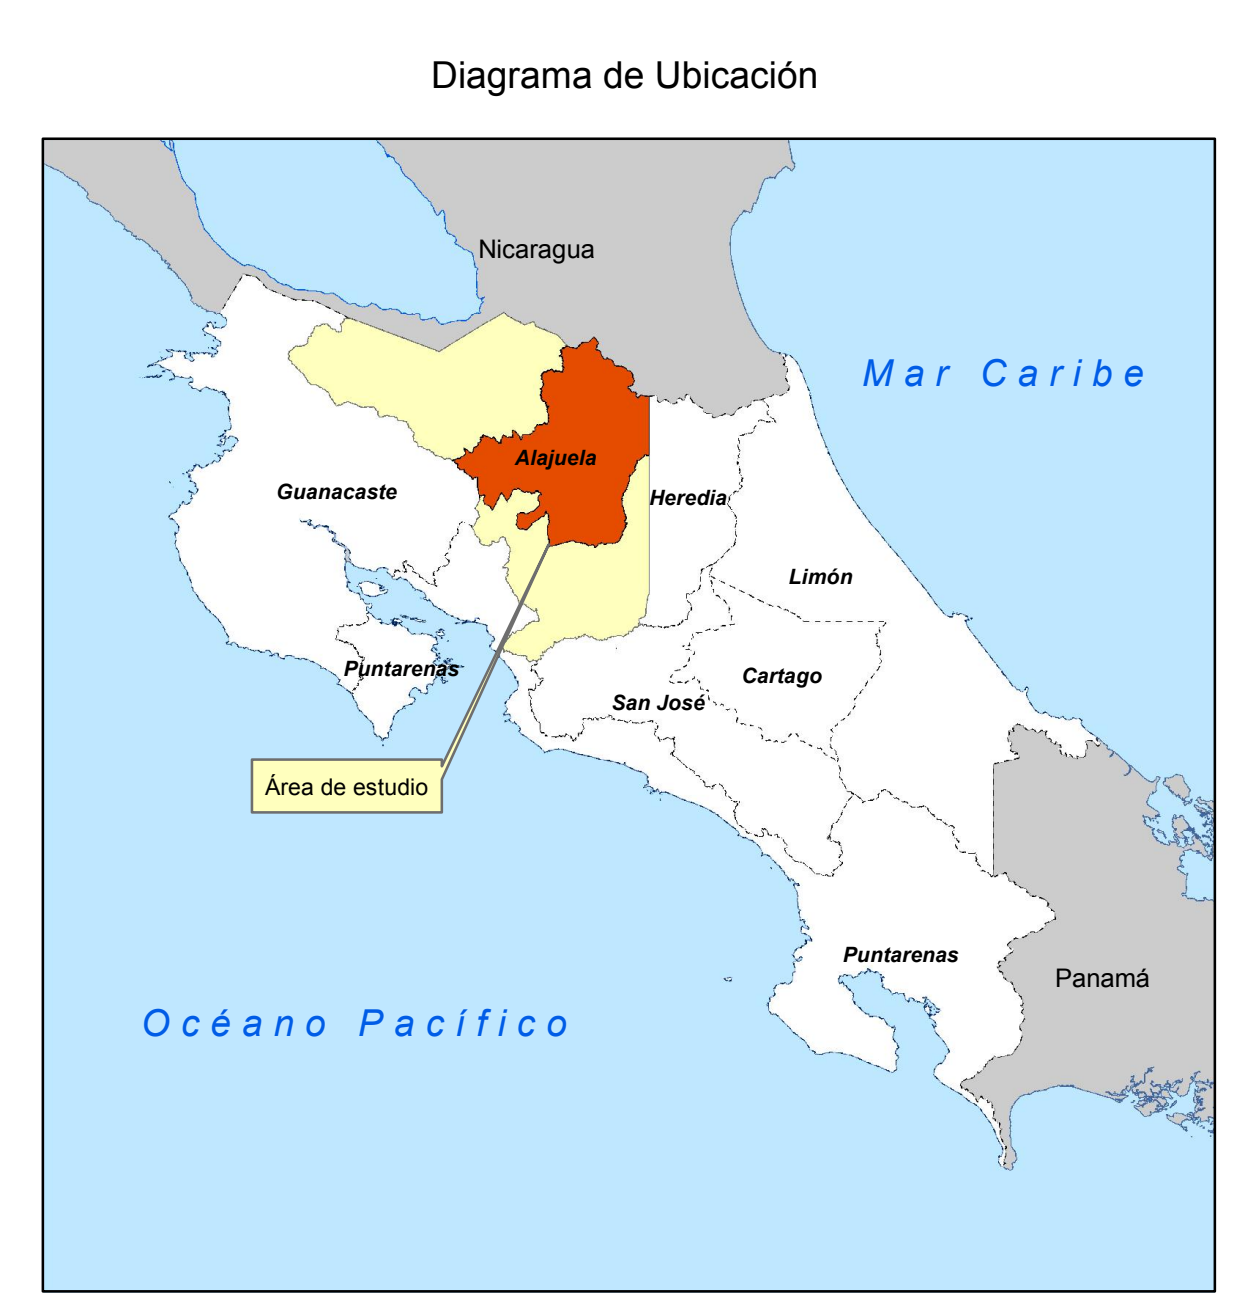 Diagrama de Ubicación
Nicaragua
Mar Caribe
Alajuela
Guanacaste
Heredia
Limón
Puntarenas
Cartago
San José
Área de estudio
Puntarenas
Panamá
Océano Pacífico